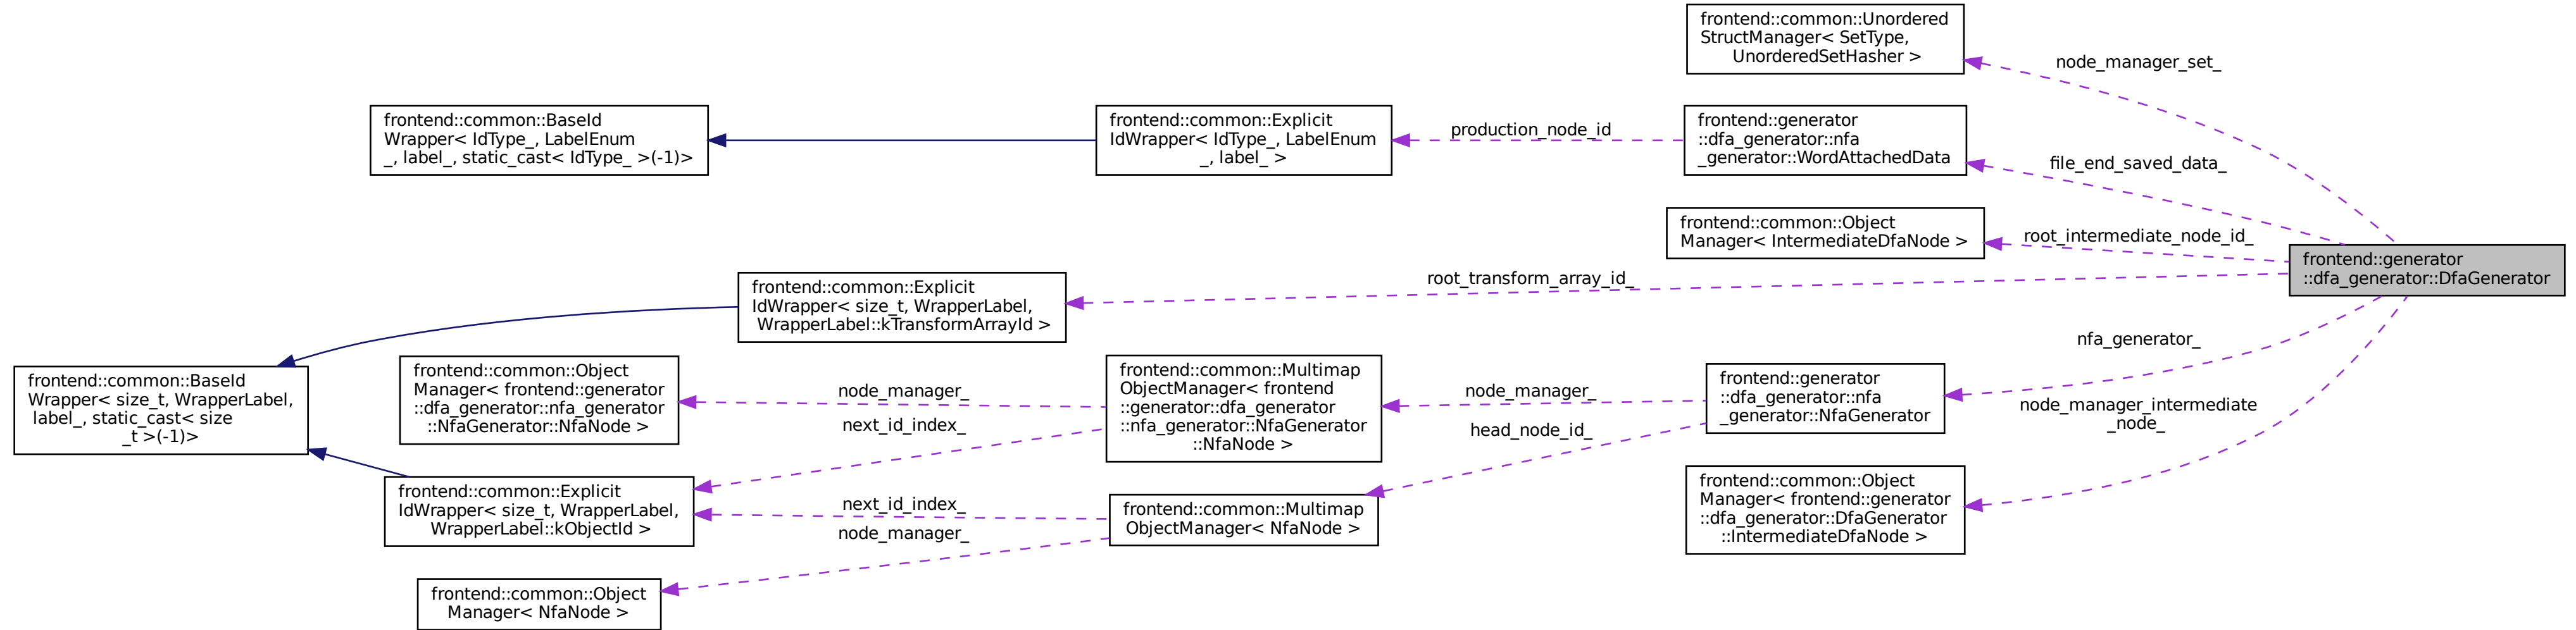 frontend::common::Unordered
StructManager< SetType,
UnorderedSetHasher >
node_manager_set_
frontend::common::BaseId
Wrapper< IdType_, LabelEnum
_, label_, static_cast< IdType_ >(-1)>
frontend::common::Explicit
IdWrapper< IdType_, LabelEnum
_, label_ >
production_node_id
frontend::generator
::dfa_generator::nfa
_generator::WordAttachedData
file_end_saved_data_
frontend::common::Object
Manager< IntermediateDfaNode >
root_intermediate_node_id_
frontend::generator
::dfa_generator::DfaGenerator
frontend::common::Explicit
IdWrapper< size_t, WrapperLabel,
WrapperLabel::kTransformArrayId >
root_transform_array_id_
frontend::common::BaseId
Wrapper< size_t, WrapperLabel,
label_, static_cast< size
_t >(-1)>
frontend::common::Object
Manager< frontend::generator
::dfa_generator::nfa_generator
::NfaGenerator::NfaNode >
node_manager_
next_id_index_
frontend::common::Multimap
ObjectManager< frontend
::generator::dfa_generator
::nfa_generator::NfaGenerator
::NfaNode >
node_manager_
head_node_id_
frontend::generator
::dfa_generator::nfa
_generator::NfaGenerator
nfa_generator_
node_manager_intermediate
_node_
frontend::common::Explicit
IdWrapper< size_t, WrapperLabel,
WrapperLabel::kObjectId >
next_id_index_
node_manager_
frontend::common::Multimap
ObjectManager< NfaNode >
frontend::common::Object
Manager< frontend::generator
::dfa_generator::DfaGenerator
::IntermediateDfaNode >
frontend::common::Object
Manager< NfaNode >